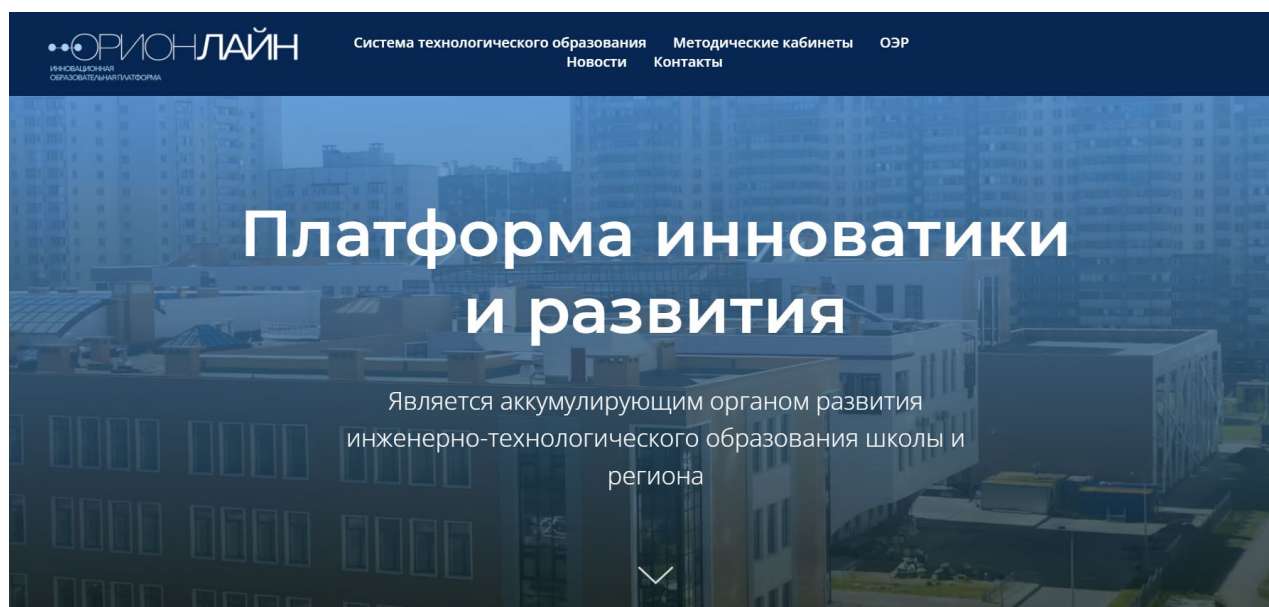 ОРИОНЛАЙН
ИННОВАЦИОННАЯ
ОБРАЗОВАТЕЛЬНАЯ ПЛАТФОРМА
Система технологического образования Методические кабинеты ОЭР
Новости Контакты
Платформа инноватики
и развития
Является аккумулирующим органом развития
инженерно-технологического образования школы и
региона